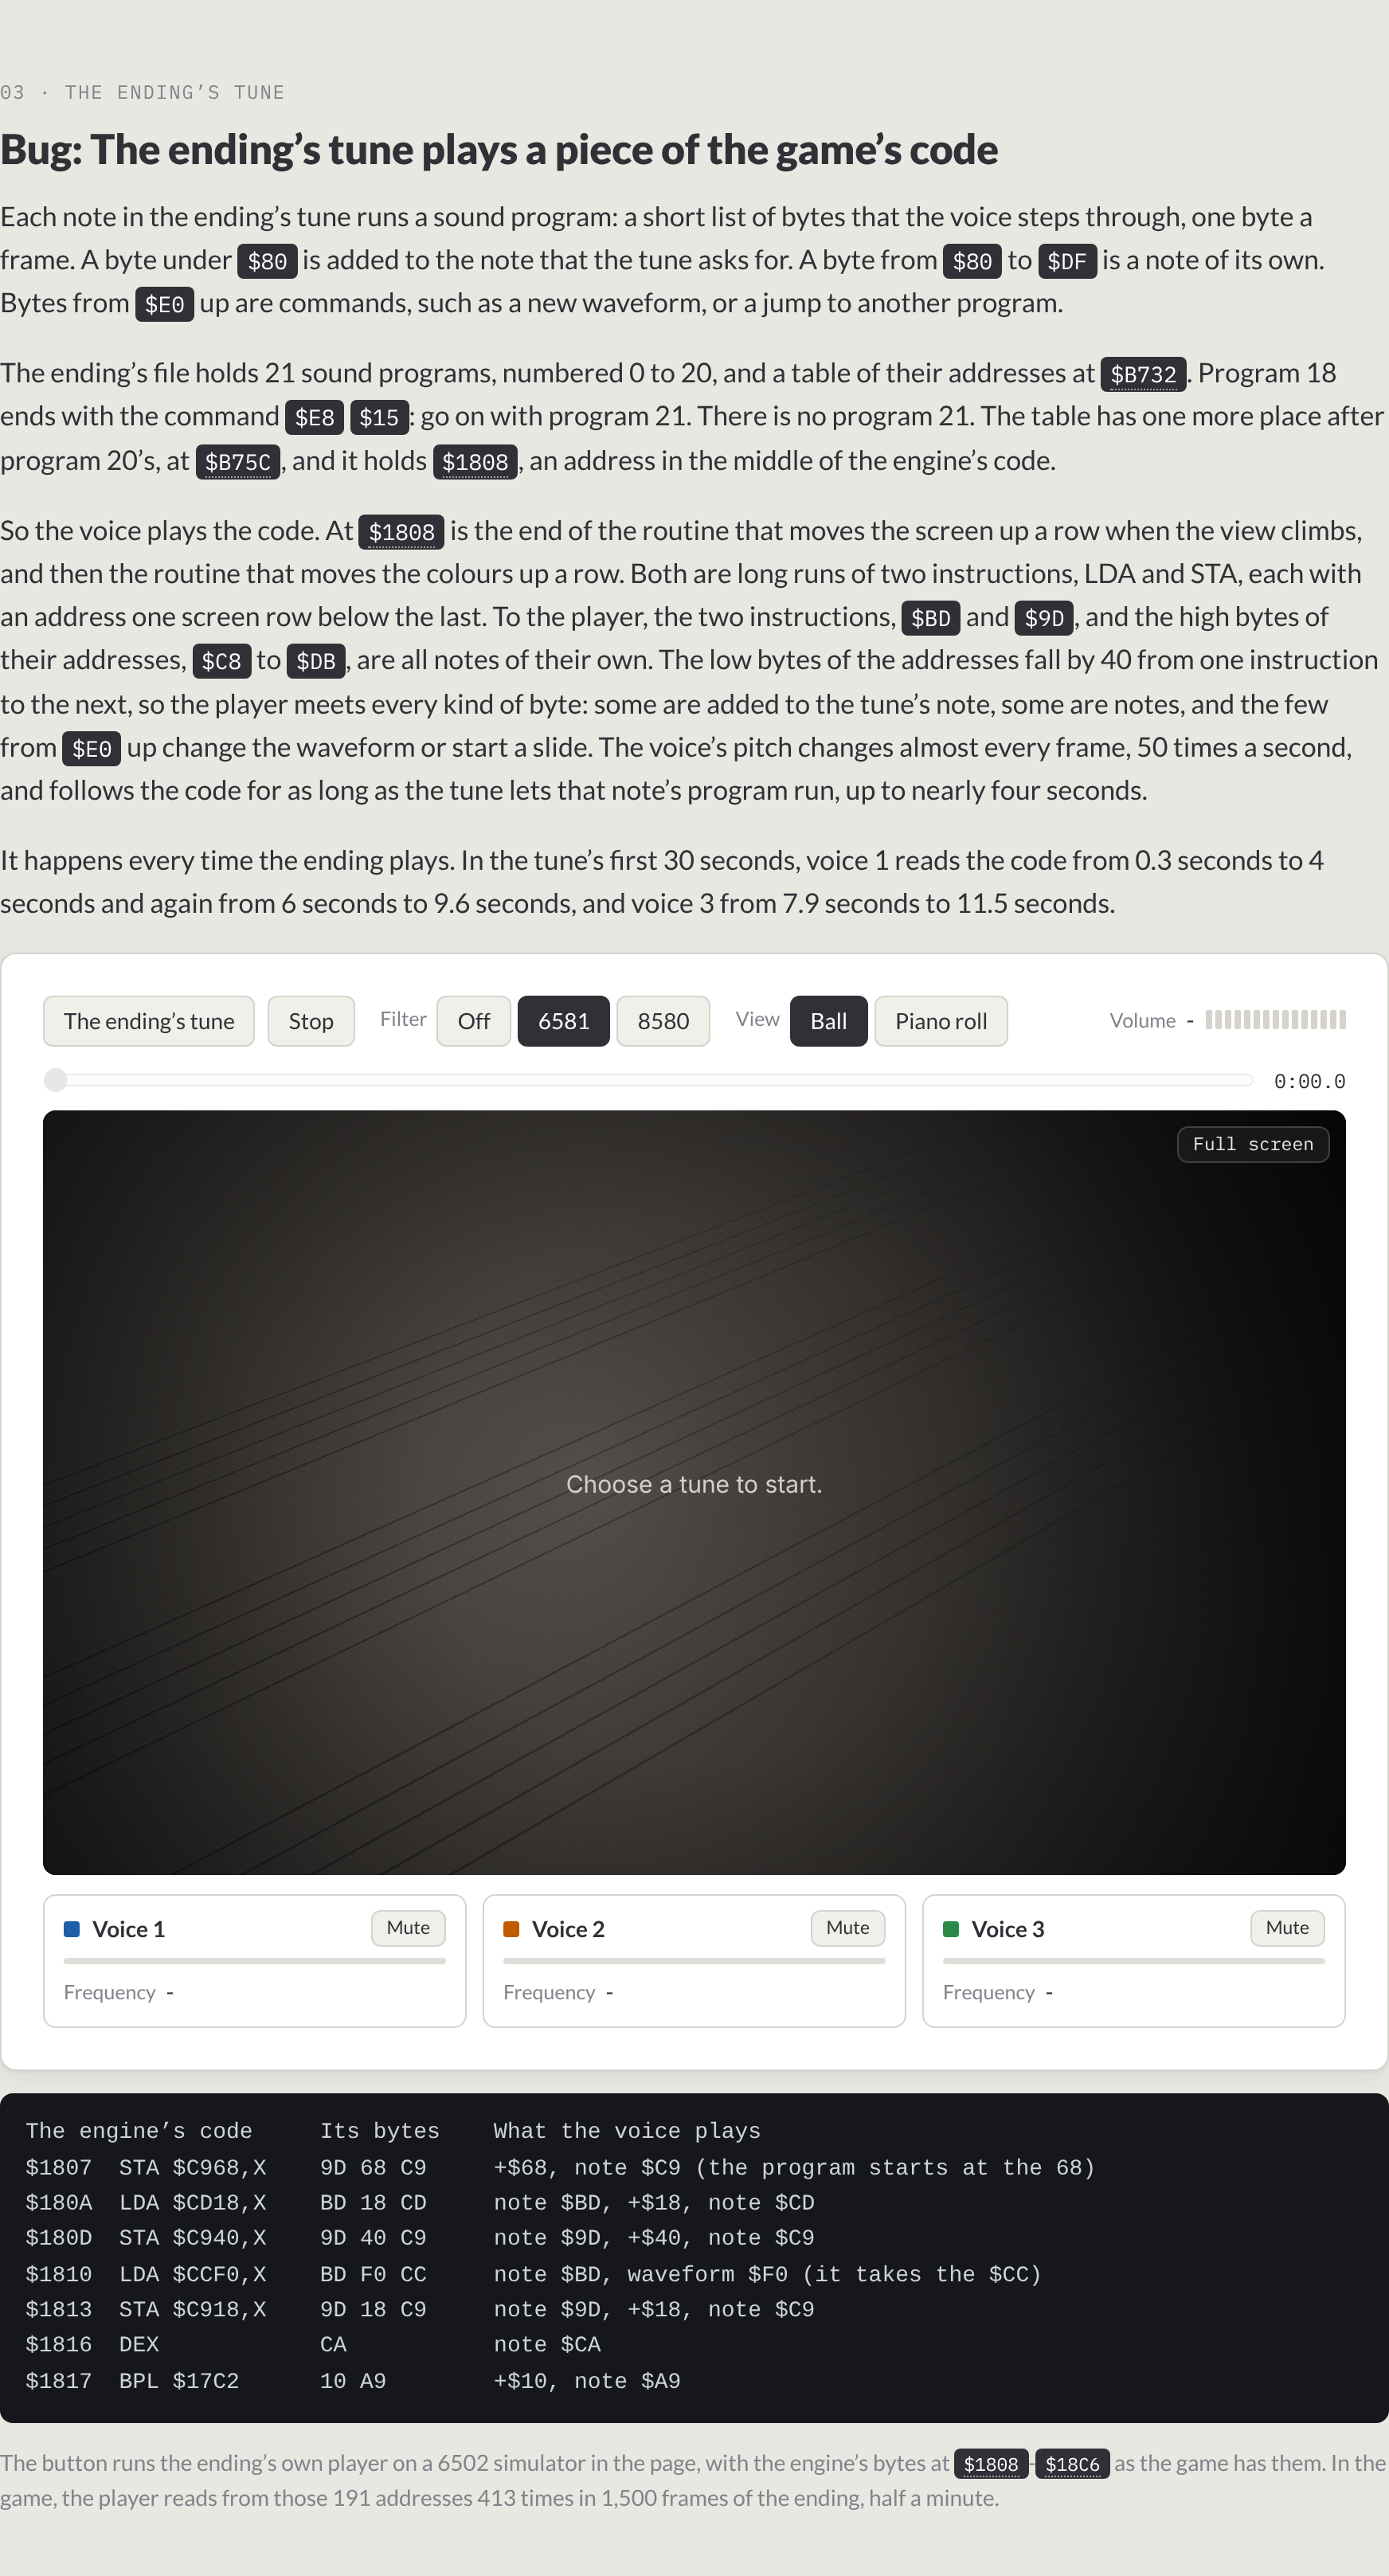 03 · THE ENDING’S TUNE
Bug: The ending’s tune plays a piece of the game’s code
Each note in the ending’s tune runs a sound program: a short list of bytes that the voice steps through, one byte a
frame. A byte under $80 is added to the note that the tune asks for. A byte from $80 to $DF is a note of its own.
Bytes from $E0 up are commands, such as a new waveform, or a jump to another program.
The ending’s file holds 21 sound programs, numbered 0 to 20, and a table of their addresses at $B732. Program 18
ends with the command $E8 $15: go on with program 21. There is no program 21. The table has one more place after
program 20’s, at $B75C, and it holds $1808, an address in the middle of the engine’s code.
So the voice plays the code. At $1808 is the end of the routine that moves the screen up a row when the view climbs,
and then the routine that moves the colours up a row. Both are long runs of two instructions, LDA and STA, each with
an address one screen row below the last. To the player, the two instructions, $BD and $9D, and the high bytes of
their addresses, $C8 to $DB, are all notes of their own. The low bytes of the addresses fall by 40 from one instruction
to the next, so the player meets every kind of byte: some are added to the tune’s note, some are notes, and the few
from $E0 up change the waveform or start a slide. The voice’s pitch changes almost every frame, 50 times a second,
and follows the code for as long as the tune lets that note’s program run, up to nearly four seconds.
It happens every time the ending plays. In the tune’s first 30 seconds, voice 1 reads the code from 0.3 seconds to 4
seconds and again from 6 seconds to 9.6 seconds, and voice 3 from 7.9 seconds to 11.5 seconds.
The ending’s tune Stop Filter Off 6581 8580 View Ball Piano roll Volume -
0:00.0
Full screen
Choose a tune to start.
Voice 1 Mute Voice 2 Mute Voice 3 Mute
Frequency - Frequency - Frequency -
The engine’s code Its bytes What the voice plays
$1807 STA $C968,X 9D 68 C9 +$68, note $C9 (the program starts at the 68)
$180A LDA $CD18,X BD 18 CD note $BD, +$18, note $CD
$180D STA $C940,X 9D 40 C9 note $9D, +$40, note $C9
$1810 LDA $CCF0,X BD F0 CC note $BD, waveform $F0 (it takes the $CC)
$1813 STA $C918,X 9D 18 C9 note $9D, +$18, note $C9
$1816 DEX CA note $CA
$1817 BPL $17C2 10 A9 +$10, note $A9
The button runs the ending’s own player on a 6502 simulator in the page, with the engine’s bytes at $1808-$18C6 as the game has them. In the
game, the player reads from those 191 addresses 413 times in 1,500 frames of the ending, half a minute.